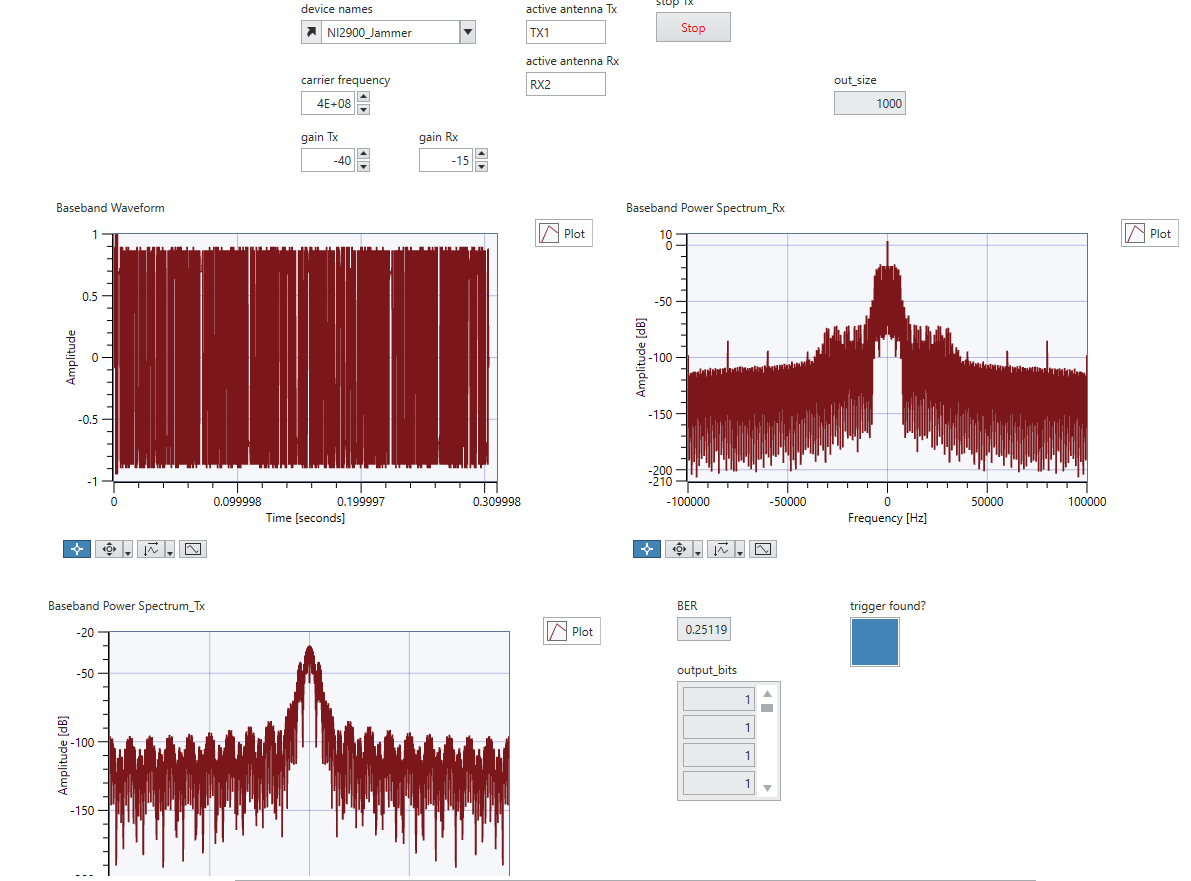 device names
active antenna Tx
stop Tx
NI2900_Jammer
TX1
Stop
active antenna Rx
carrier frequency
RX2
out_size
4E+08
1000
gain Tx
gain Rx
-40
-15
Baseband Waveform
Plot
1
0.5
0
-0.5
-1
Amplitude
0
0.099998
0.199997
0.309998
Time [seconds]
Baseband Power Spectrum_Rx
Plot
10
0
-50
-100
-150
-200
-210
Amplitude [dB]
-100000
-50000
0
50000
100000
Frequency [Hz]
Baseband Power Spectrum_Tx
Plot
-20
-50
-100
-150
Amplitude [dB]
BER
0.25119
trigger found?
output_bits
1
1
1
1